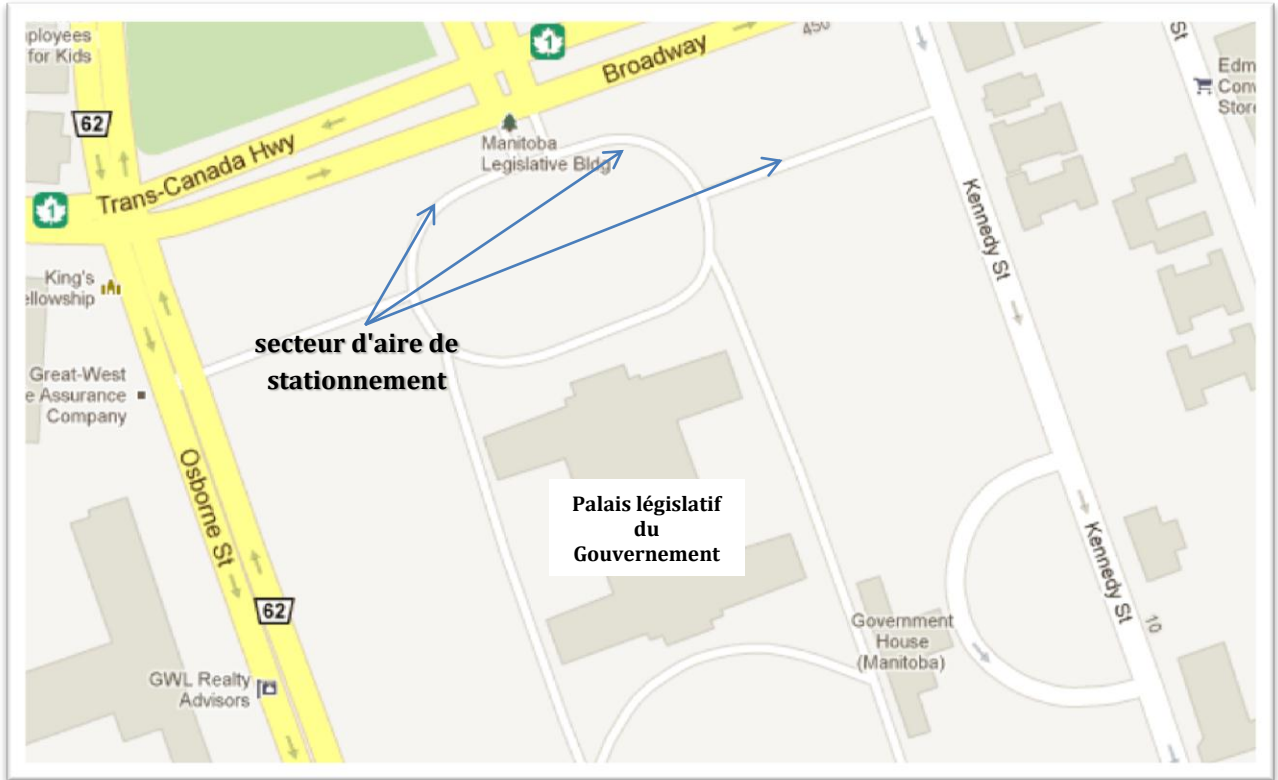 ployees
for Kids
62
Trans-Canada Hwy
1
1
Broadway
450
Manitoba
Legislative Bldg
St
Edm
Conv
Store
Kennedy St
King's
ellowship
secteur d'aire de
stationnement
Great-West
e Assurance
Company
Osborne St
Palais législatif
du
Gouvernement
Kennedy St
10
62
Government
House
(Manitoba)
GWL Realty
Advisors